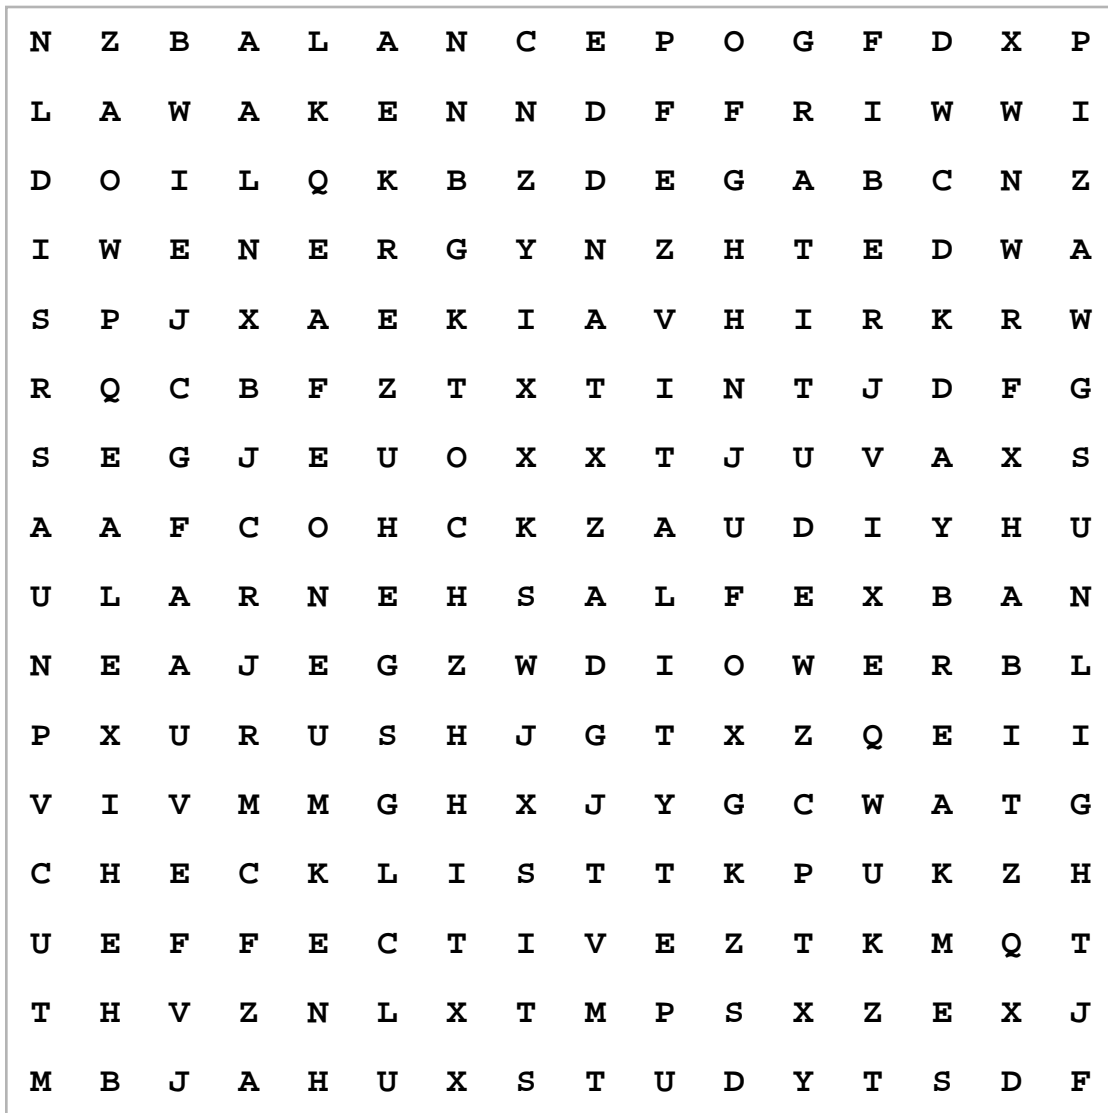 N Z B A L A N C E P O G F D X P
L A W A K E N N D F F R I W W I
D O I L Q K B Z D E G A B C N Z
I W E N E R G Y N Z H T E D W A
S P J X A E K I A V H I R K R W
R Q C B F Z T X T I N T J D F G
S E G J E U O X X T J U V A X S
A A F C O H C K Z A U D I Y H U
U L A R N E H S A L F E X B A N
N E A J E G Z W D I O W E R B L
P X U R U S H J G T X Z Q E I I
V I V M M G H X J Y G C W A T G
C H E C K L I S T T K P U K Z H
U E F F E C T I V E Z T K M Q T
T H V Z N L X T M P S X Z E X J
M B J A H U X S T U D Y T S D F